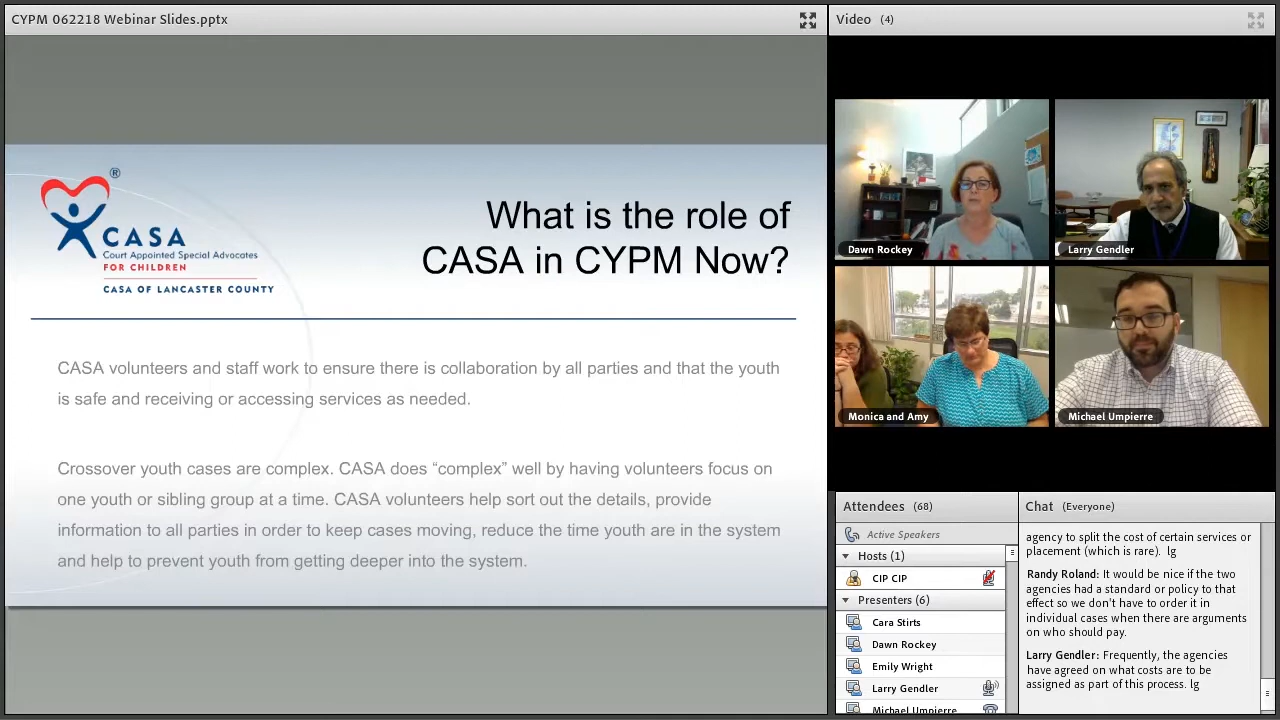 CYPM 062218 Webinar Slides.pptx
®
CASA
Court Appointed Special Advocates
FOR CHILDREN
CASA OF LANCASTER COUNTY
What is the role of
CASA in CYPM Now?
CASA volunteers and staff work to ensure there is collaboration by all parties and that the youth
is safe and receiving or accessing services as needed.
Crossover youth cases are complex. CASA does “complex” well by having volunteers focus on
one youth or sibling group at a time. CASA volunteers help sort out the details, provide
information to all parties in order to keep cases moving, reduce the time youth are in the system
and help to prevent youth from getting deeper into the system.
Video (4)
Dawn Rockey
Larry Gendler
Monica and Amy
Michael Umpierre
Attendees (68)
Active Speakers
Hosts (1)
CIP CIP
Presenters (6)
Cara Stirts
Dawn Rockey
Emily Wright
Larry Gendler
Michael Umpierre
Chat (Everyone)
agency to split the cost of certain services or
placement (which is rare). lg
Randy Roland: It would be nice if the two
agencies had a standard or policy to that
effect so we don't have to order it in
individual cases when there are arguments
on who should pay.
Larry Gendler: Frequently, the agencies
have agreed on what costs are to be
assigned as part of this process. lg